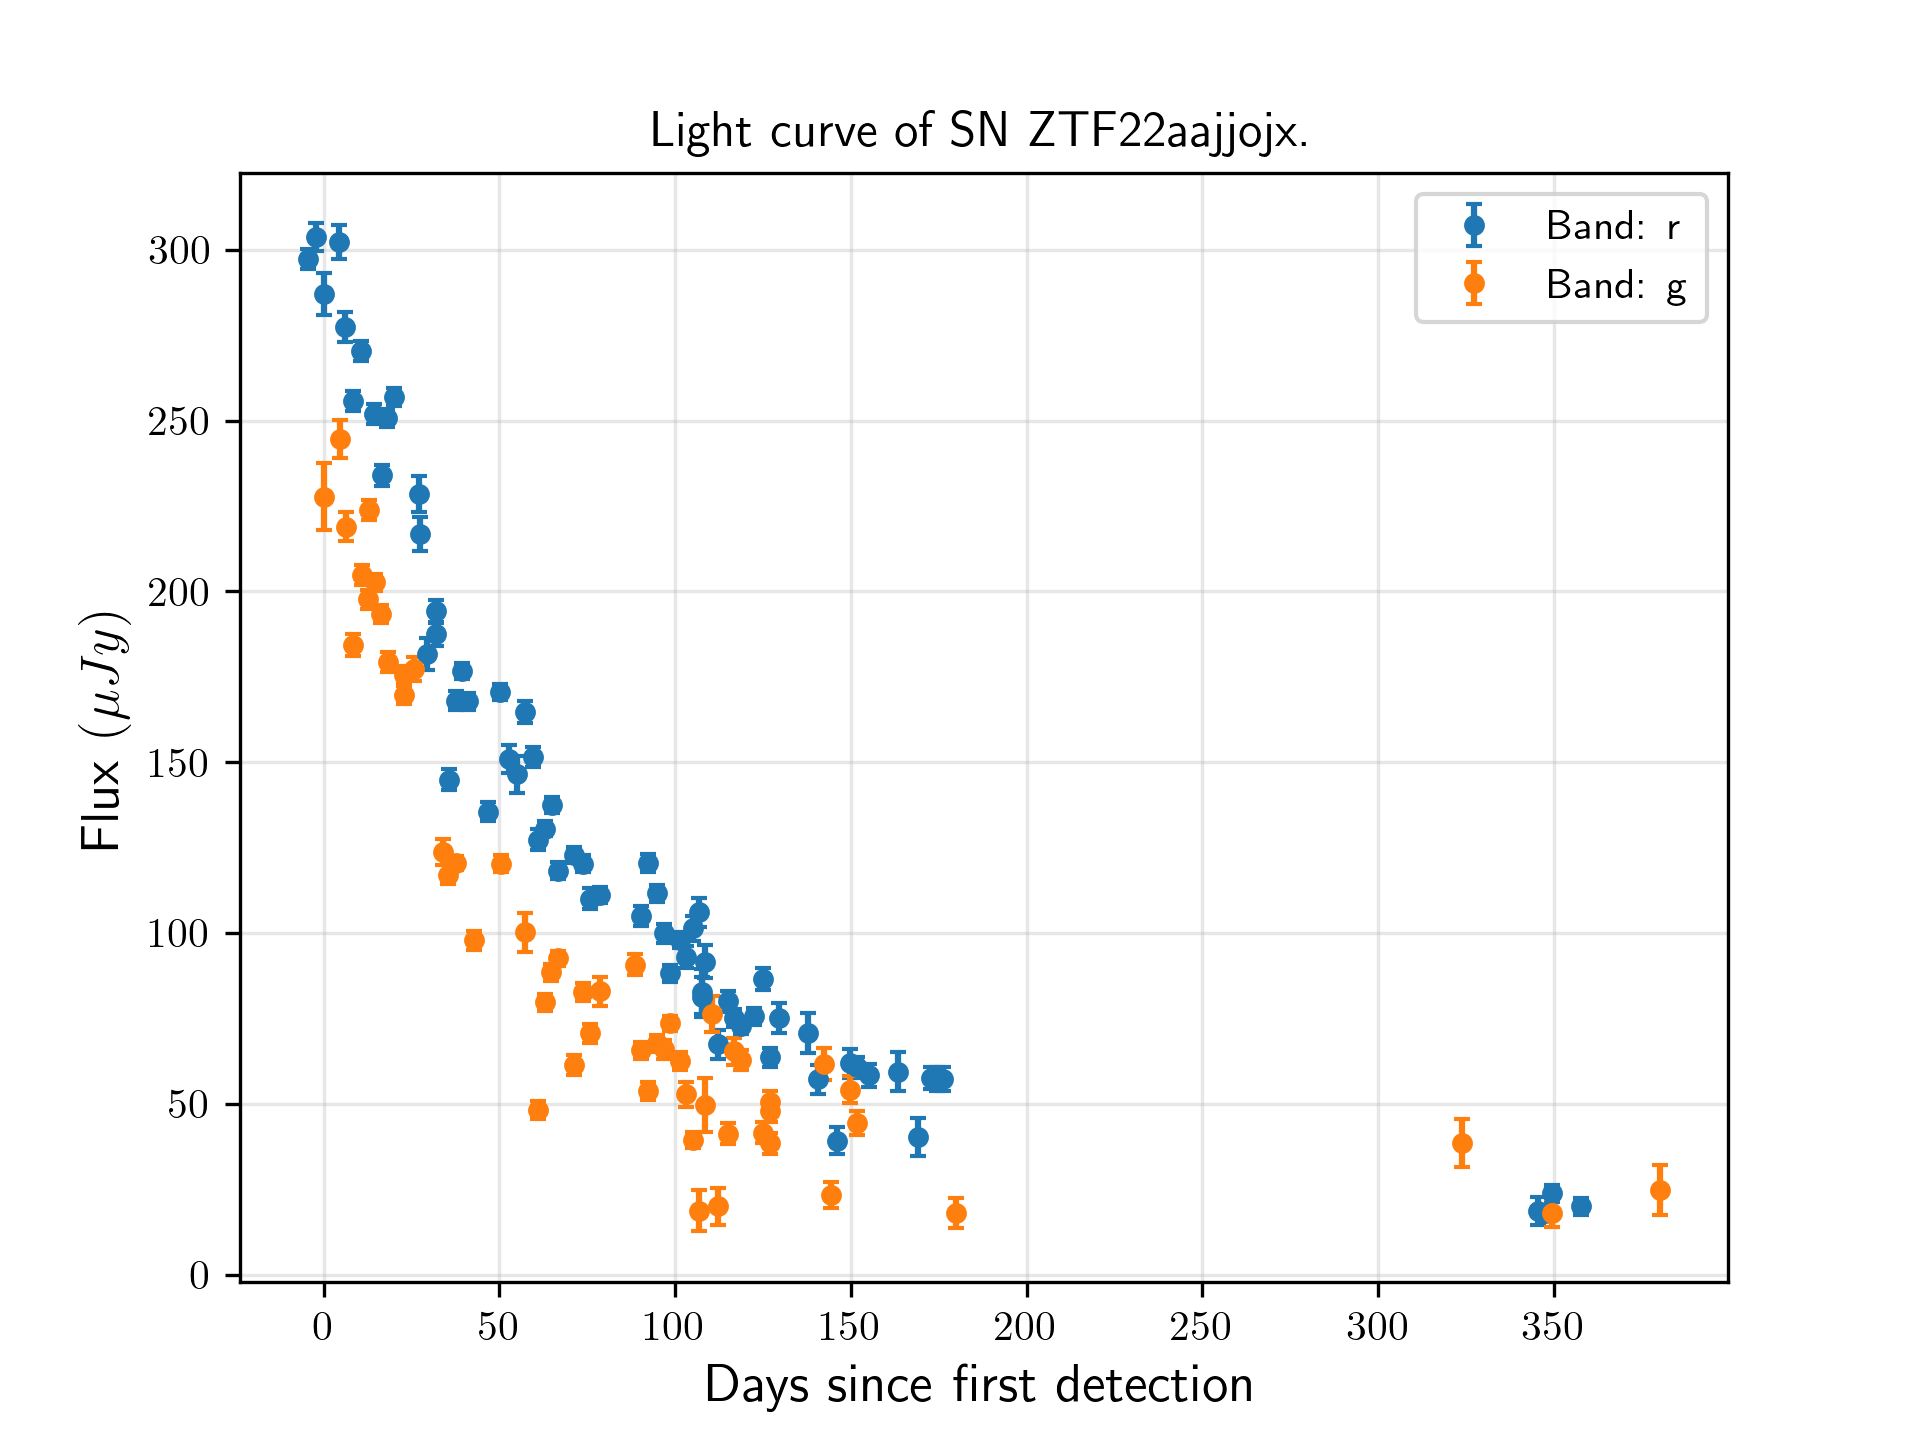 Light curve of SN ZTF22aajjojx.
Band: r
Band: g
300
250
200
150
100
50
0
Flux (μJy)
0 50 100 150 200 250 300 350
Days since first detection